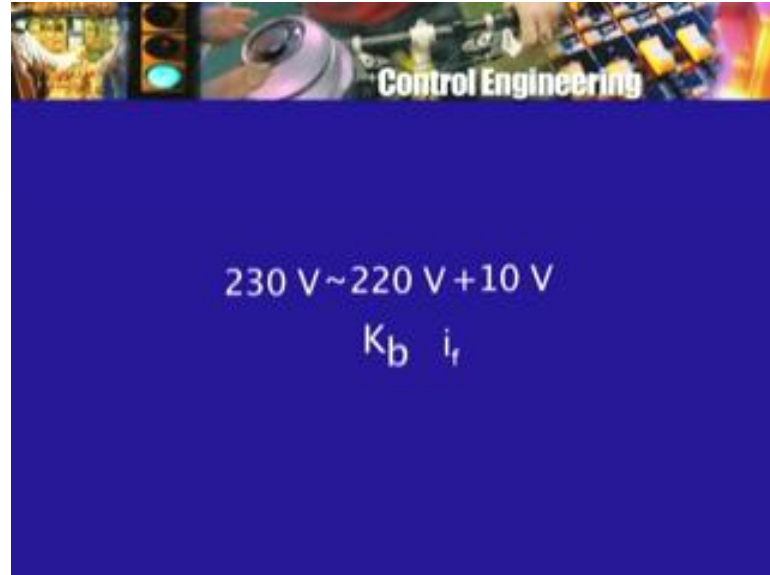 Control Engineering
230 V~220 V+10 V
Kb if